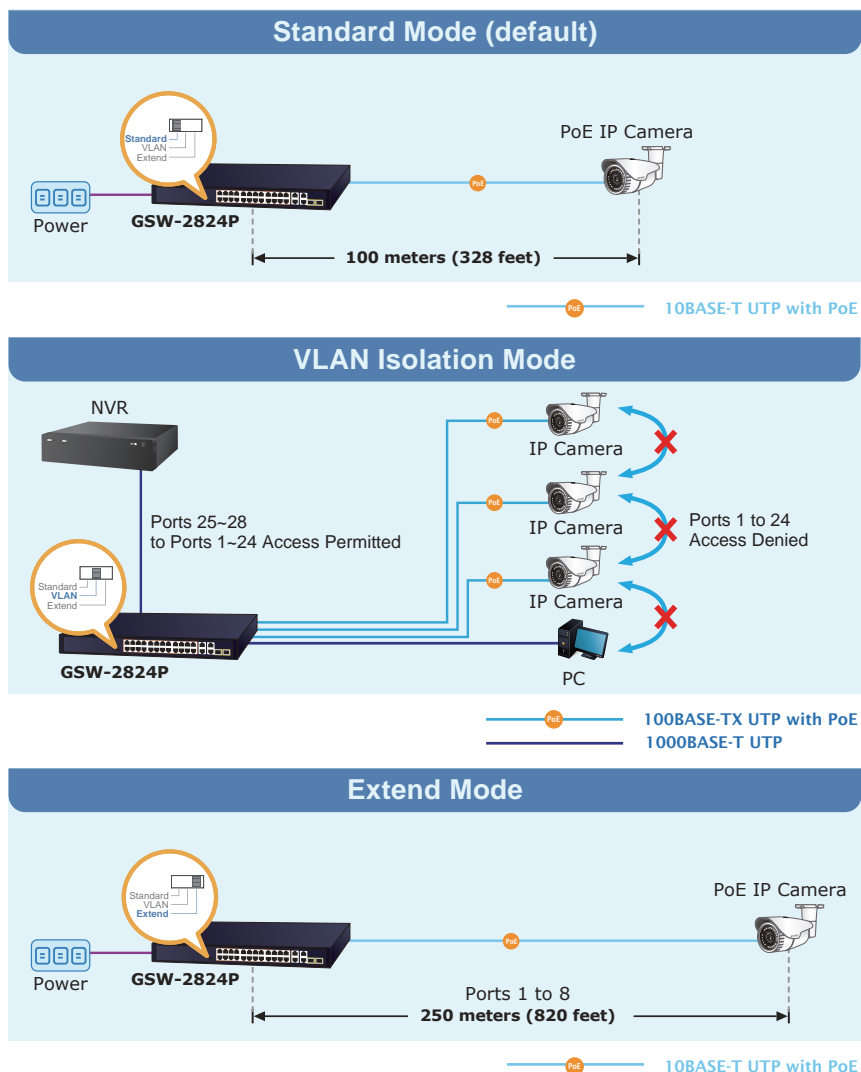 Standard Mode (default)
Standard
VLAN
Extend
PoE IP Camera
PoE
Power
GSW-2824P
100 meters (328 feet)
PoE
10BASE-T UTP with PoE
VLAN Isolation Mode
NVR
PoE
IP Camera
Ports 25~28
to Ports 1~24 Access Permitted
PoE
IP Camera
Ports 1 to 24
Access Denied
Standard
VLAN
Extend
PoE
IP Camera
GSW-2824P
PC
PoE
100BASE-TX UTP with PoE
1000BASE-T UTP
Extend Mode
Standard
VLAN
Extend
PoE IP Camera
PoE
Power
GSW-2824P
Ports 1 to 8
250 meters (820 feet)
PoE
10BASE-T UTP with PoE